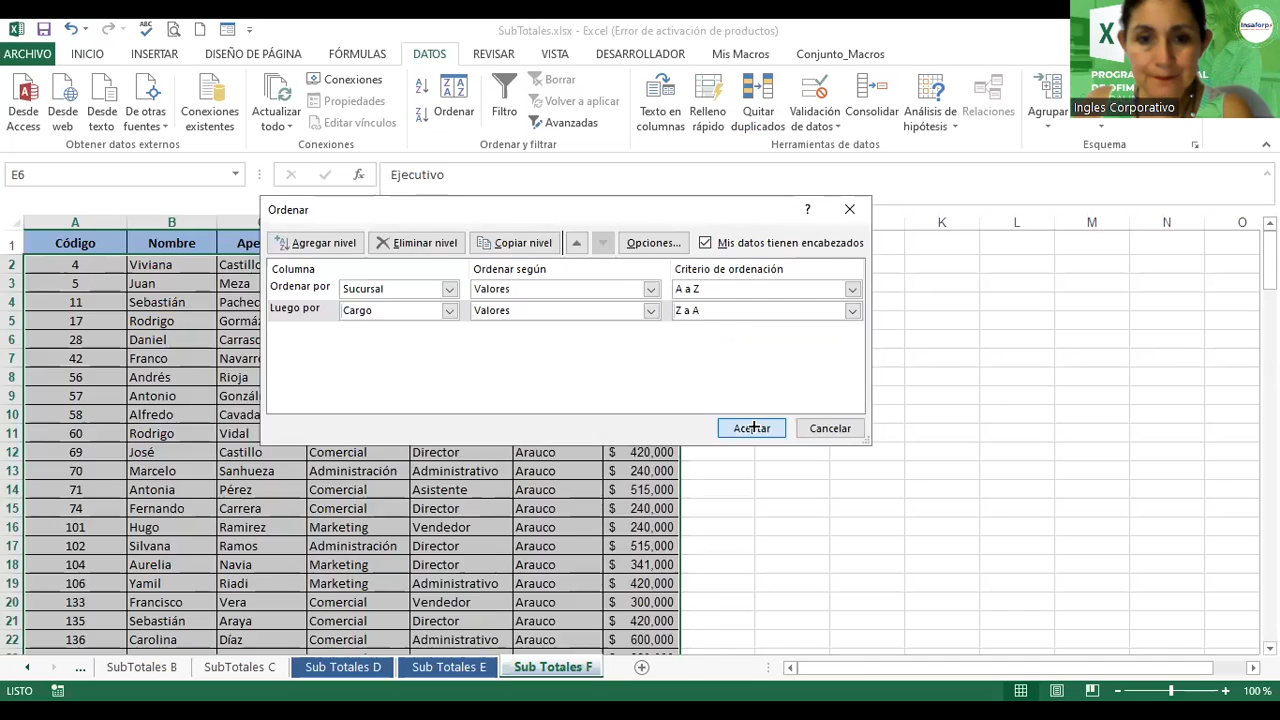 SubTotales.xlsx - Excel (Error de activación de productos)
ARCHIVO INICIO INSERTAR DISEÑO DE PÁGINA FÓRMULAS DATOS REVISAR VISTA DESARROLLADOR Mis Macros Conjunto_Macros
Desde Access
Desde web
Desde texto
De otras fuentes
Conexiones existentes
Obtener datos externos
Actualizar todo
Conexiones
Propiedades
Editar vínculos
Conexiones
Ordenar
Filtro
Borrar
Volver a aplicar
Avanzadas
Ordenar y filtrar
Texto en columnas
Relleno rápido
Quitar duplicados
Validación de datos
Consolidar
Análisis de hipótesis
Relaciones
Herramientas de datos
Agrupar
Esquema
Insaforp
Ingles Corporativo
E6 fx Ejecutivo
Ordenar ?
Agregar nivel Eliminar nivel Copiar nivel Opciones... Mis datos tienen encabezados
Columna Ordenar según Criterio de ordenación
Ordenar por Sucursal Valores A a Z
Luego por Cargo Valores Z a A
Aceptar Cancelar
A B C K L M N O
1 Código Nombre Ape
2 4 Viviana Castillo
3 5 Juan Meza
4 11 Sebastián Pachec
5 17 Rodrigo Gormáz
6 28 Daniel Carras
7 42 Franco Navarr
8 56 Andrés Rioja
9 57 Antonio Gonzál
10 58 Alfredo Cavada
11 60 Rodrigo Vidal
12 69 José Castillo Comercial Director Arauco $ 420,000
13 70 Marcelo Sanhueza Administración Administrativo Arauco $ 240,000
14 71 Antonia Pérez Comercial Asistente Arauco $ 515,000
15 74 Fernando Carrera Comercial Director Arauco $ 240,000
16 101 Hugo Ramirez Marketing Vendedor Arauco $ 240,000
17 102 Silvana Ramos Administración Director Arauco $ 515,000
18 104 Aurelia Navia Marketing Director Arauco $ 341,000
19 106 Yamil Riadi Marketing Administrativo Arauco $ 420,000
20 133 Francisco Vera Comercial Vendedor Arauco $ 300,000
21 135 Sebastián Araya Comercial Director Arauco $ 420,000
22 136 Carolina Díaz Comercial Administrativo Arauco $ 600,000
... SubTotales B SubTotales C Sub Totales D Sub Totales E Sub Totales F
LISTO 100 %